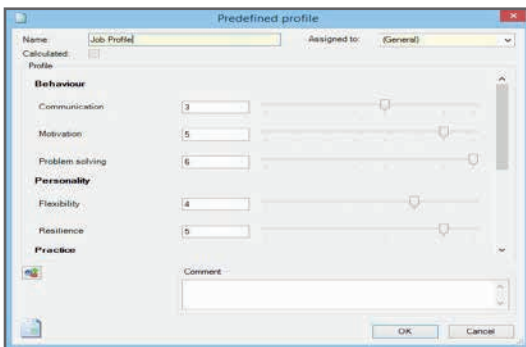 Predefined profile
Name: Job Profile Assigned to: (General)
Calculated:
Profile
Behaviour
Communication 3
Motivation 5
Problem solving 6
Personality
Flexibility 4
Resilience 5
Practice
Comment
OK Cancel